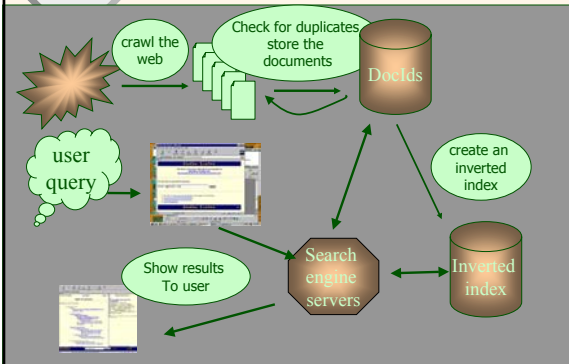 crawl the
web
Check for duplicates
store the
documents
DocIds
user
query
create an
inverted
index
Show results
To user
Search
engine
servers
Inverted
index